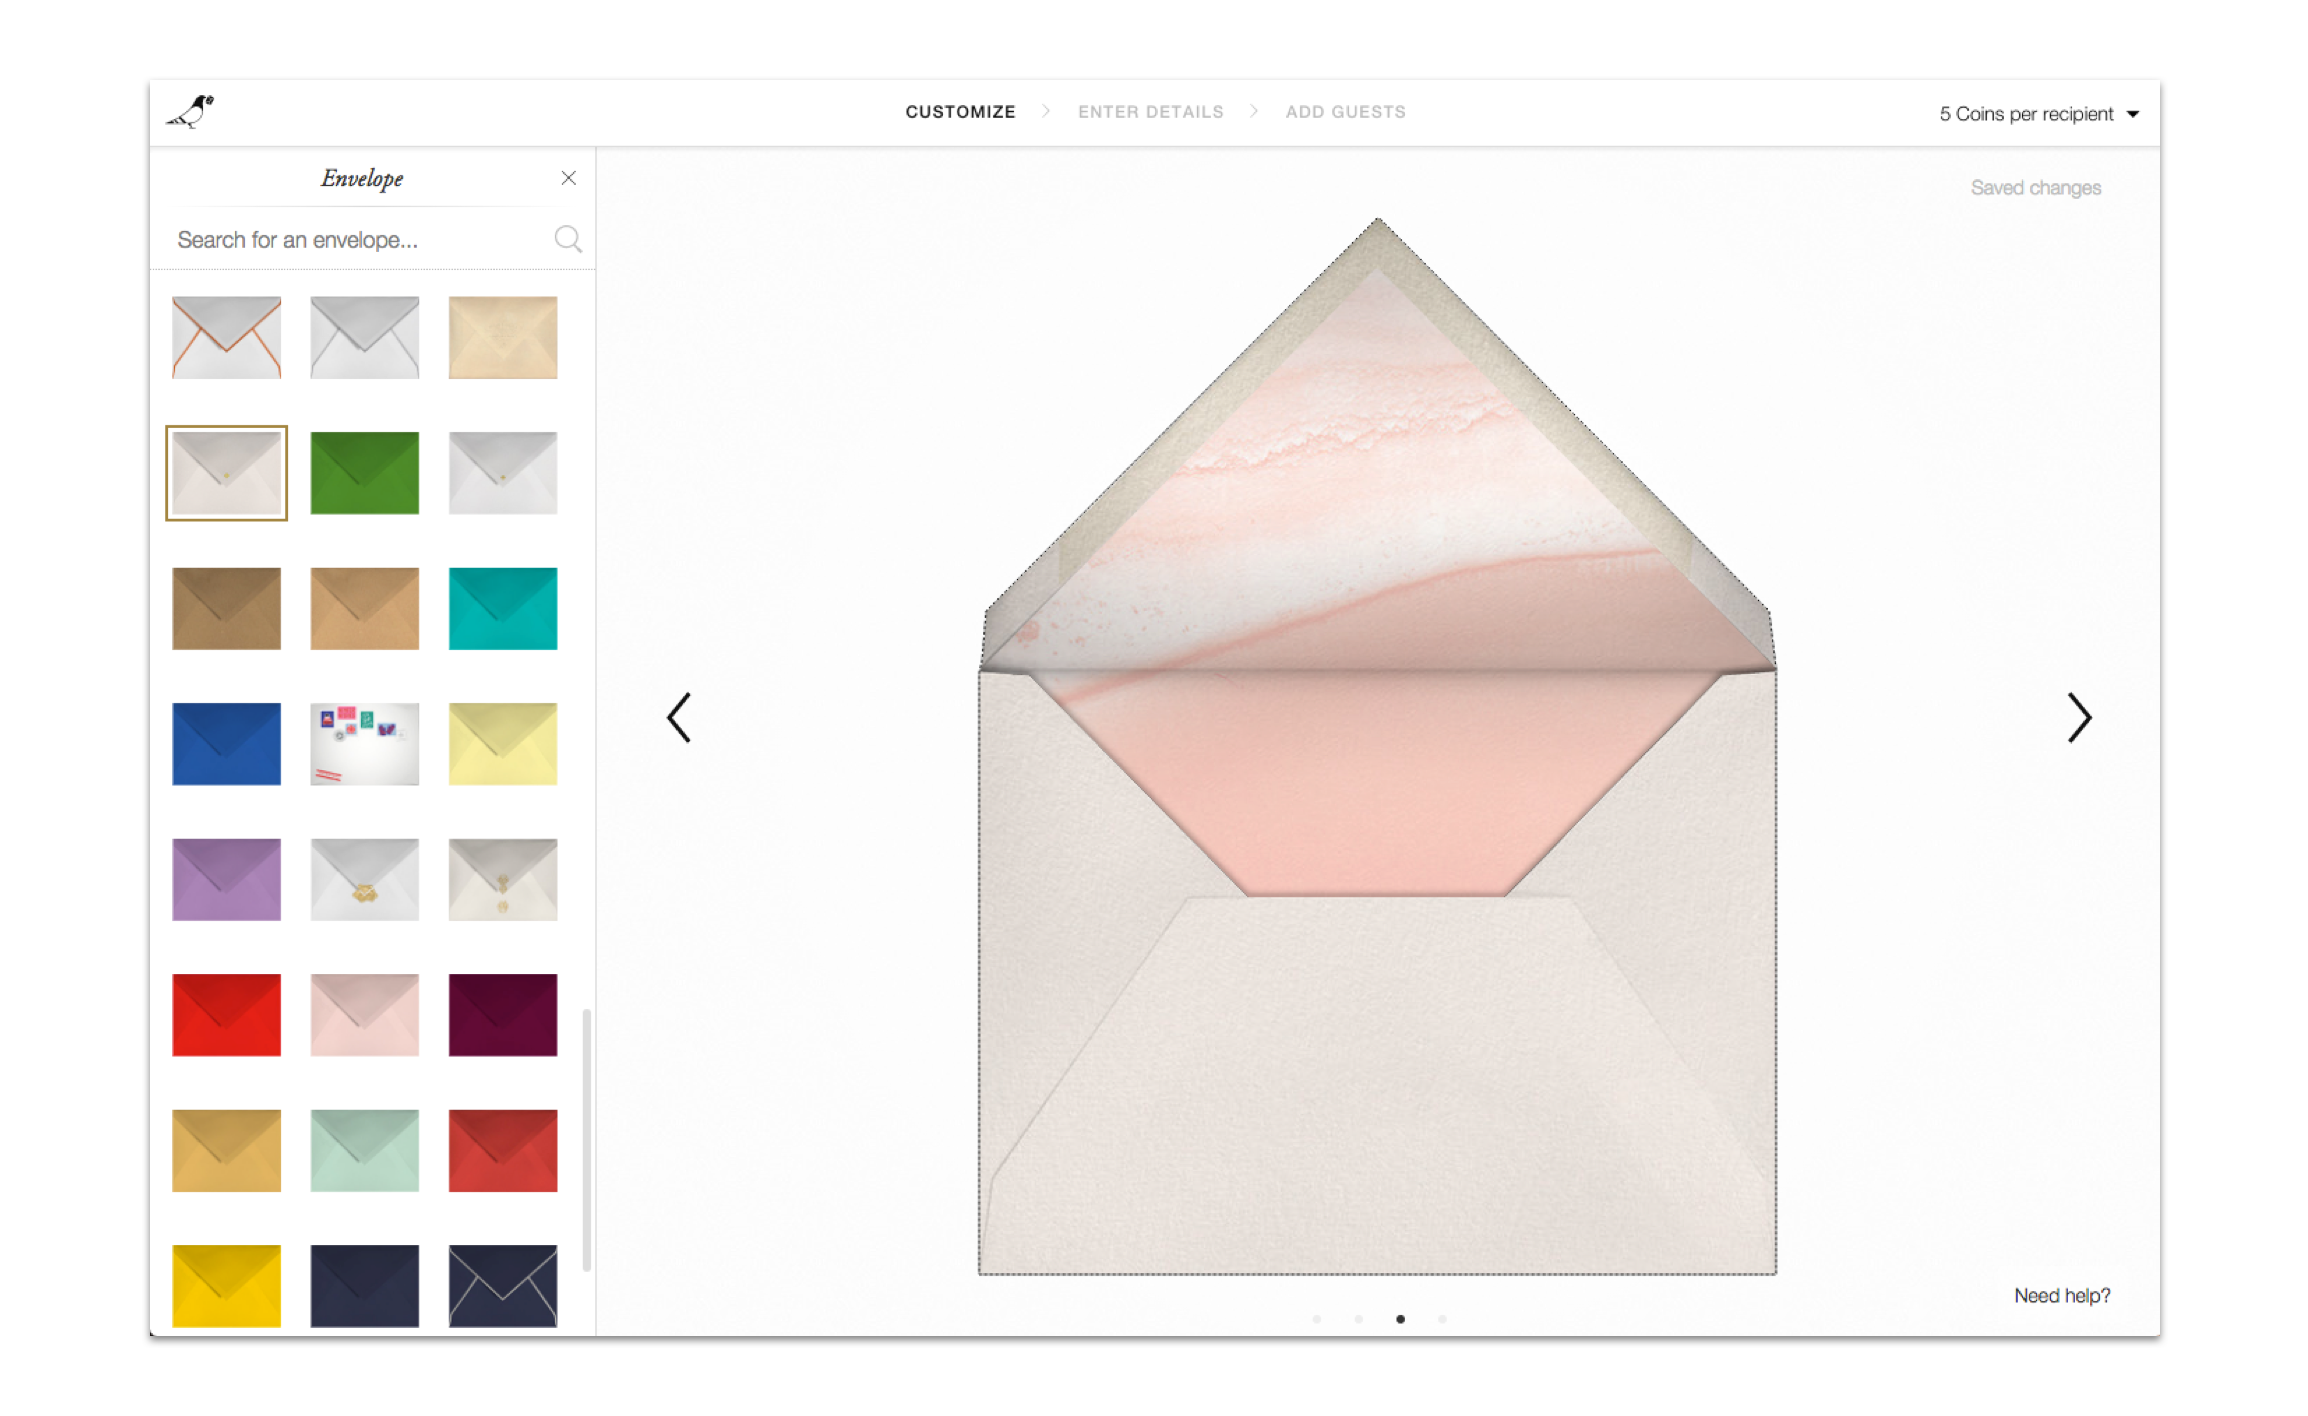 CUSTOMIZE > ENTER DETAILS > ADD GUESTS
5 Coins per recipient
Envelope
Search for an envelope...
Saved changes
Need help?